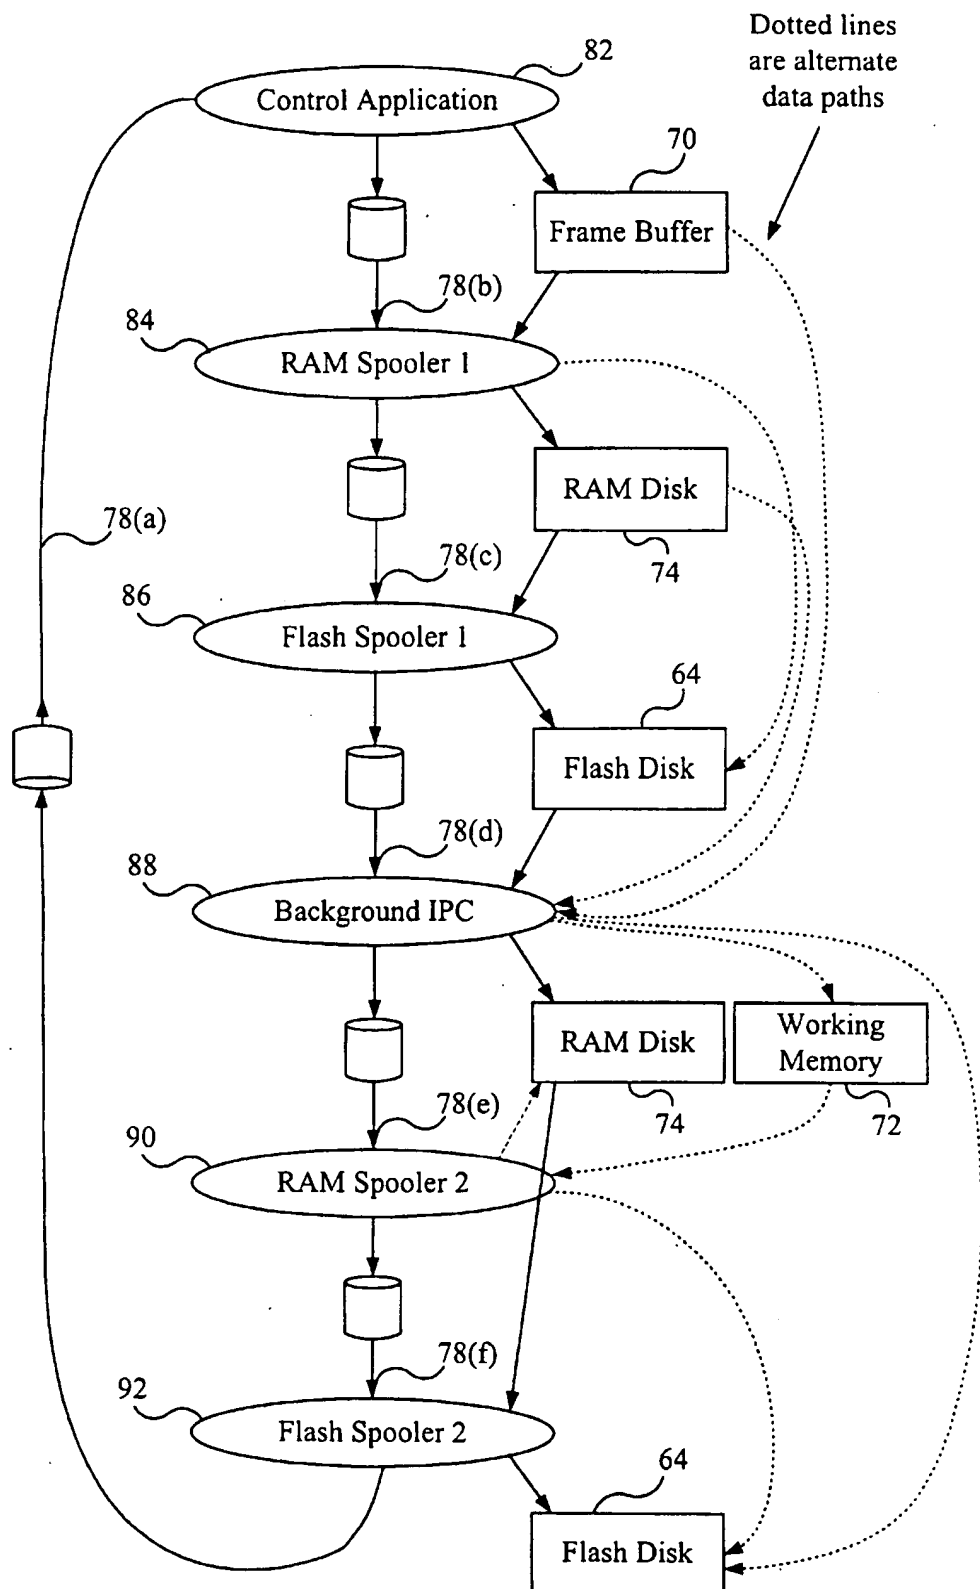 Dotted lines
are alternate
data paths
82
Control Application
70
Frame Buffer
78(b)
84
RAM Spooler 1
RAM Disk
78(a)
78(c)
74
86
Flash Spooler 1
64
Flash Disk
78(d)
88
Background IPC
RAM Disk
Working
Memory
78(e)
74
72
90
RAM Spooler 2
78(f)
92
Flash Spooler 2
64
Flash Disk